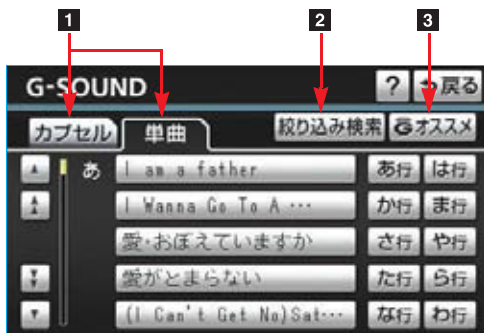 1 2 3
G-SOUND ? 戻る
カプセル 単曲 絞り込み検索 Gオススメ
あ I am a father あ行 は行
I Wanna Go To A … か行 ま行
愛・おぼえていますか さ行 や行
愛がとまらない た行 ら行
(I Can't Get No)Sat… な行 わ行